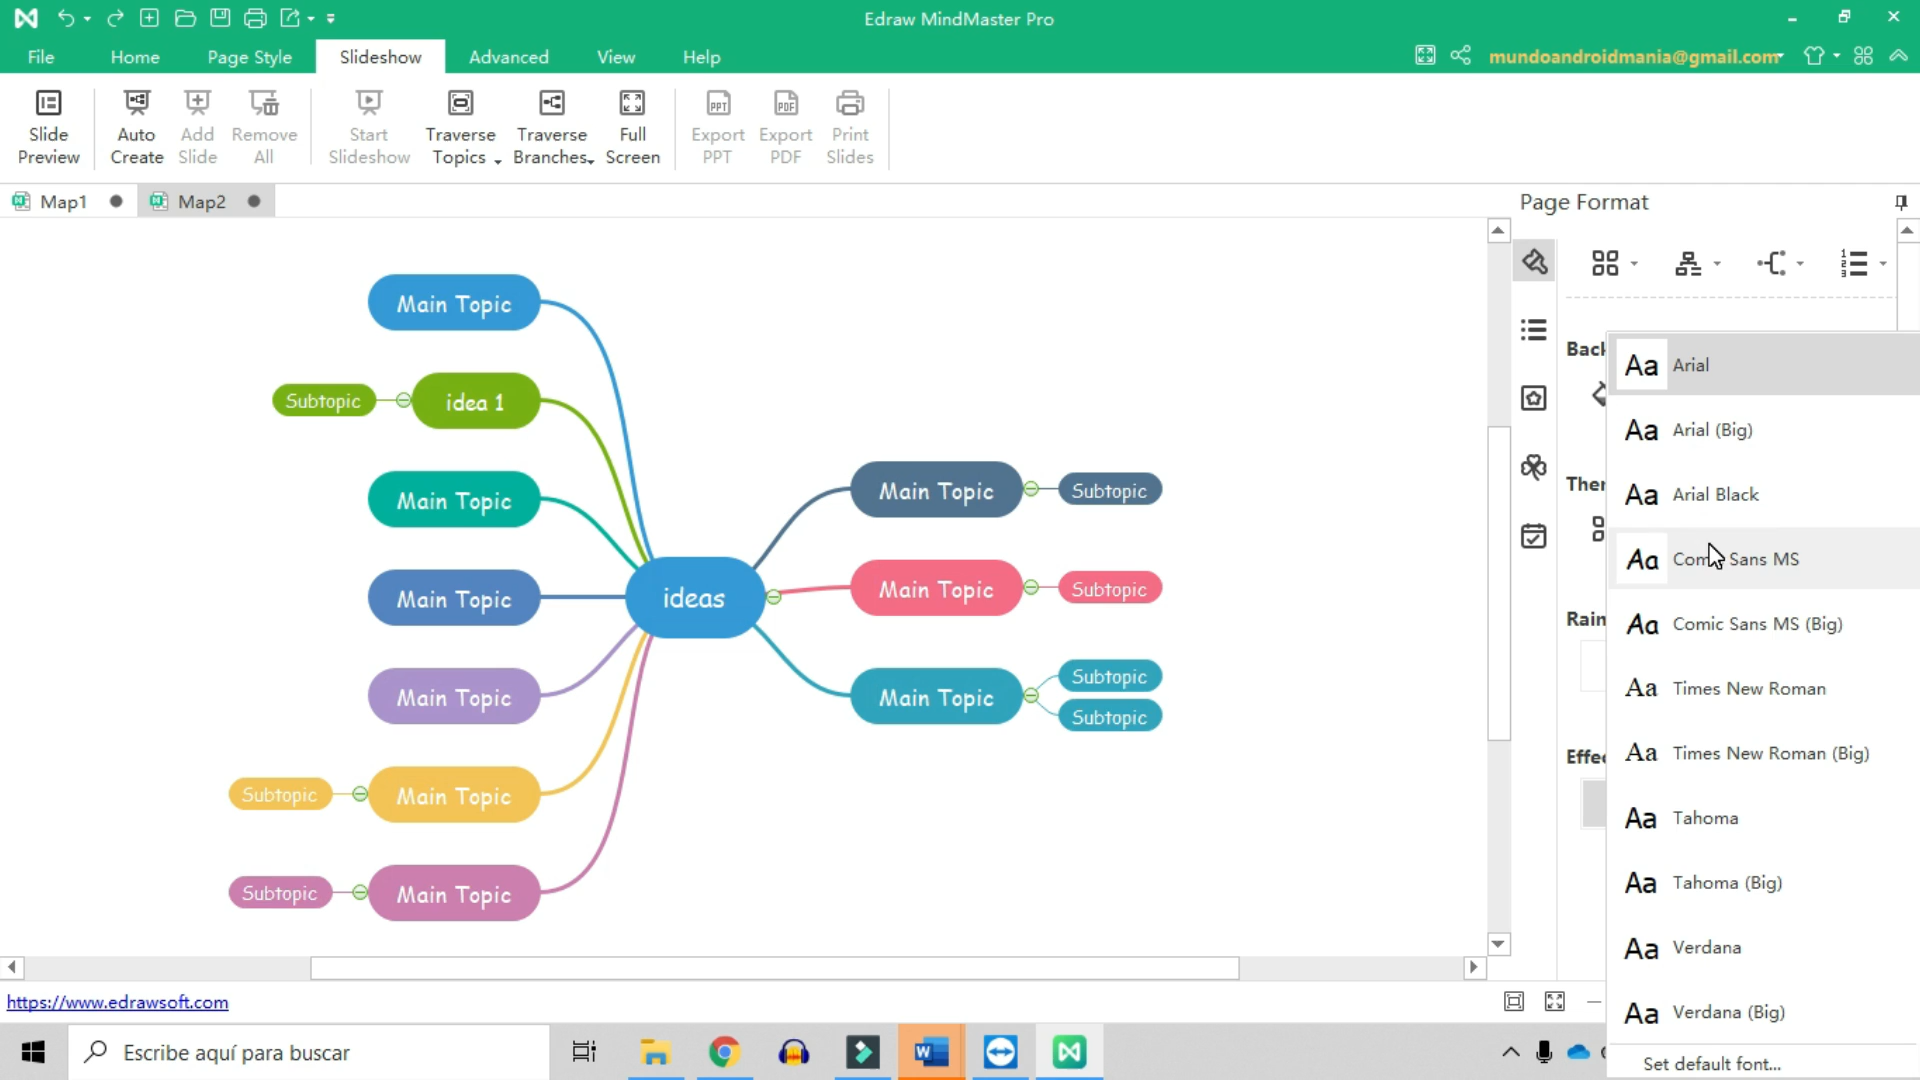 Edraw MindMaster Pro
File
Home
Page Style
Slideshow
Advanced
View
Help
mundoandroidmania@gmail.com
Slide Preview
Auto Create
Add Slide
Remove All
Start Slideshow
Traverse Topics
Traverse Branches
Full Screen
PPT
Export PPT
PDF
Export PDF
Print Slides
Map1
Map2
Page Format
Main Topic
Subtopic
idea 1
Main Topic
Main Topic
Main Topic
Subtopic
Main Topic
Subtopic
Main Topic
ideas
Main Topic
Subtopic
Main Topic
Subtopic
Main Topic
Subtopic
Subtopic
Aa Arial
Aa Arial (Big)
Aa Arial Black
Aa Comic Sans MS
Aa Comic Sans MS (Big)
Aa Times New Roman
Aa Times New Roman (Big)
Aa Tahoma
Aa Tahoma (Big)
Aa Verdana
Aa Verdana (Big)
Set default font...
https://www.edrawsoft.com
Escribe aquí para buscar